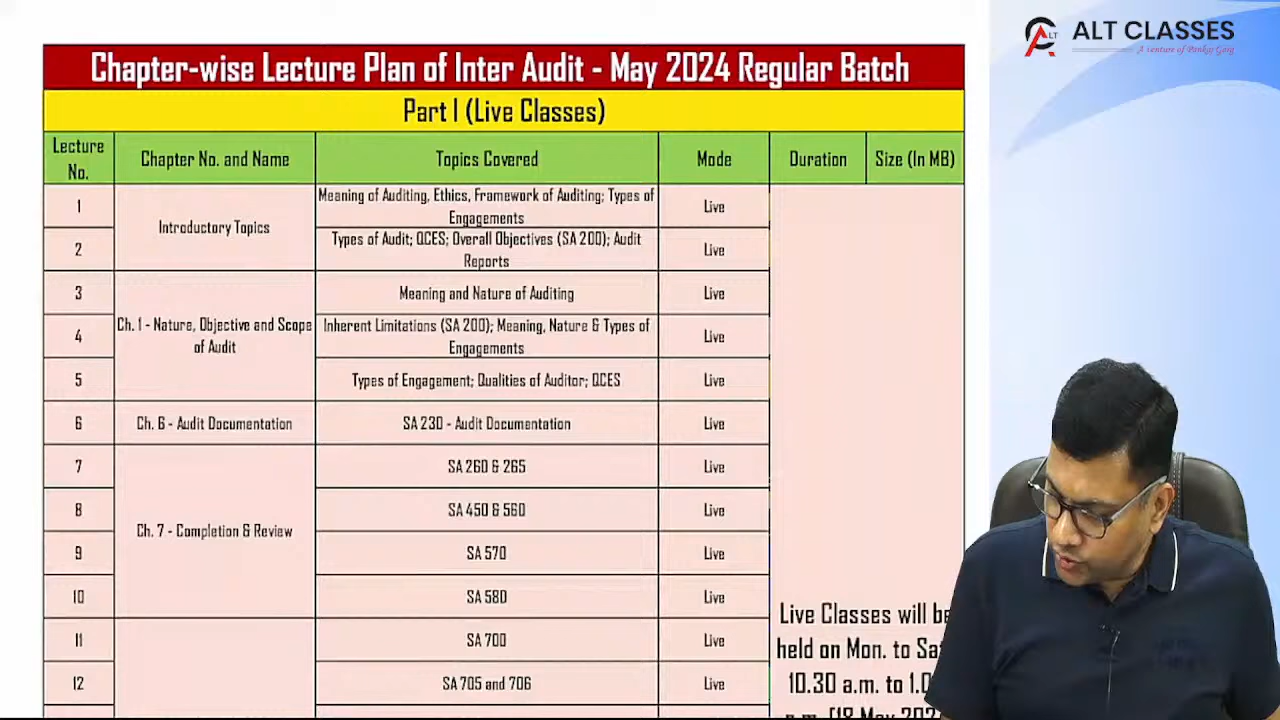 ALT
ALT CLASSES
A venture of Pankaj Garg
Chapter-wise Lecture Plan of Inter Audit - May 2024 Regular Batch
Part I (Live Classes)
Lecture No. Chapter No. and Name Topics Covered Mode Duration Size (In MB)
1 Introductory Topics Meaning of Auditing, Ethics, Framework of Auditing; Types of Engagements Live
2 Types of Audit; QCES; Overall Objectives (SA 200); Audit Reports Live
3 Ch. 1 - Nature, Objective and Scope of Audit Meaning and Nature of Auditing Live
4 Inherent Limitations (SA 200); Meaning, Nature & Types of Engagements Live
5 Types of Engagement; Qualities of Auditor; QCES Live
6 Ch. 6 - Audit Documentation SA 230 - Audit Documentation Live
7 Ch. 7 - Completion & Review SA 260 & 265 Live
8 SA 450 & 560 Live
9 SA 570 Live
10 SA 580 Live
11 SA 700 Live
12 SA 705 and 706 Live
Live Classes will be
held on Mon. to
10.30 a.m. to